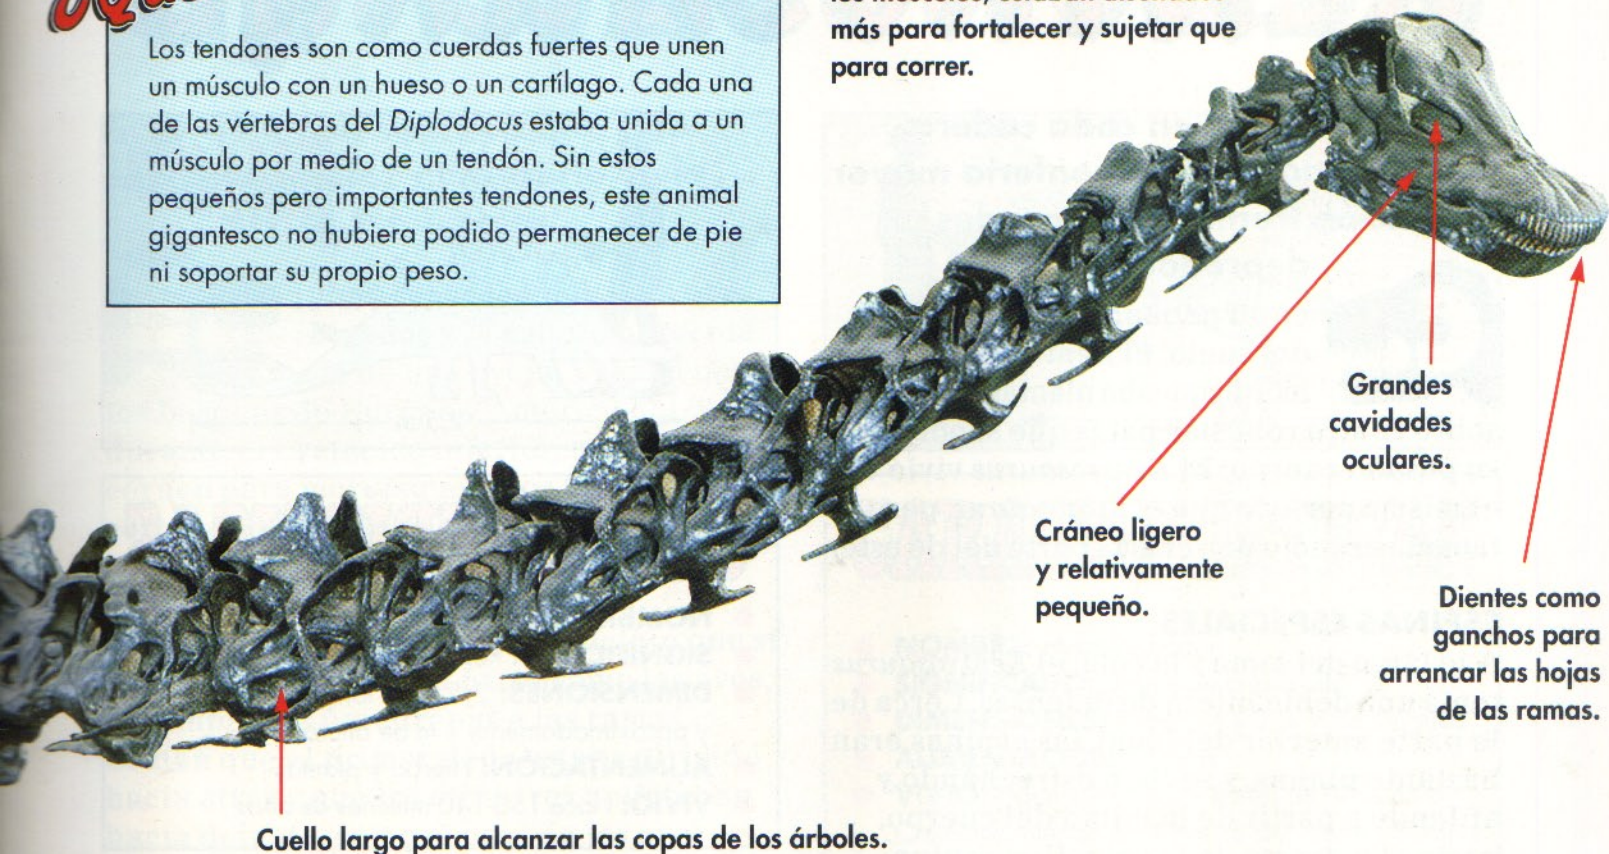 Los tendones son como cuerdas fuertes que unen
un músculo con un hueso o un cartílago. Cada una
de las vértebras del Diplodocus estaba unida a un
músculo por medio de un tendón. Sin estos
pequeños pero importantes tendones, este animal
gigantesco no hubiera podido permanecer de pie
ni soportar su propio peso.
más para fortalecer y sujetar que
para correr.
Grandes
cavidades
oculares.
Cráneo ligero
y relativamente
pequeño.
Dientes como
ganchos para
arrancar las hojas
de las ramas.
Cuello largo para alcanzar las copas de los árboles.